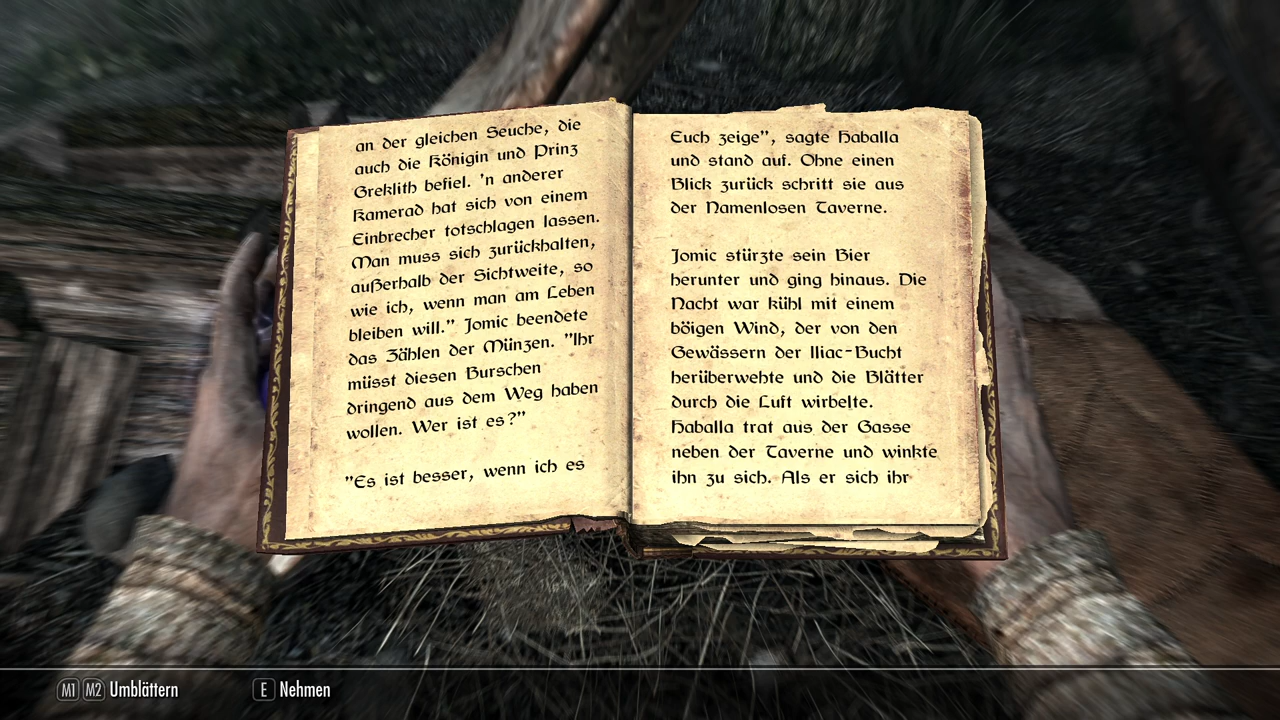 an der gleichen Seuche, die
auch die Königin und Prinz
Greklith befiel. 'n anderer
Kamerad hat sich von einem
Einbrecher totschlagen lassen.
Man muss sich zurückhalten,
außerhalb der Sichtweite, so
wie ich, wenn man am Leben
bleiben will." Jomic beendete
das Zählen der Münzen. "Ihr
müsst diesen Burschen
dringend aus dem Weg haben
wollen. Wer ist es?"
"Es ist besser, wenn ich es
Euch zeige", sagte Haballa
und stand auf. Ohne einen
Blick zurück schritt sie aus
der Namenlosen Taverne.
Jomic stürzte sein Bier
herunter und ging hinaus. Die
Nacht war kühl mit einem
böigen Wind, der von den
Gewässern der Iliac-Bucht
herüberwehte und die Blätter
durch die Luft wirbelte.
Haballa trat aus der Gasse
neben der Taverne und winkte
ihn zu sich. Als er sich ihr
M1 M2 Umblättern
E Nehmen